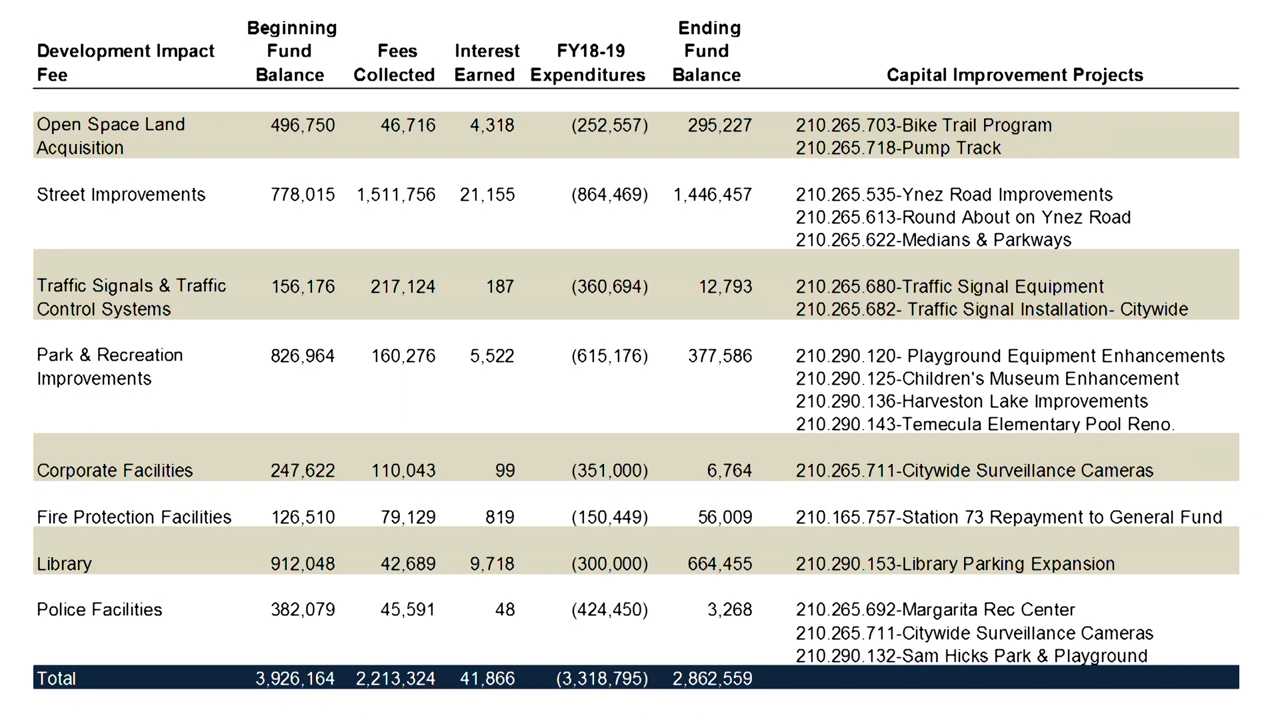 Development Impact Fee Beginning Fund Balance Fees Collected Interest Earned FY18-19 Expenditures Ending Fund Balance Capital Improvement Projects
Open Space Land 496,750 46,716 4,318 (252,557) 295,227 210.265.703-Bike Trail Program
Acquisition 210.265.718-Pump Track
Street Improvements 778,015 1,511,756 21,155 (864,469) 1,446,457 210.265.535-Ynez Road Improvements
210.265.613-Round About on Ynez Road
210.265.622-Medians & Parkways
Traffic Signals & Traffic 156,176 217,124 187 (360,694) 12,793 210.265.680-Traffic Signal Equipment
Control Systems 210.265.682- Traffic Signal Installation- Citywide
Park & Recreation 826,964 160,276 5,522 (615,176) 377,586 210.290.120- Playground Equipment Enhancements
Improvements 210.290.125-Children's Museum Enhancement
210.290.136-Harveston Lake Improvements
210.290.143-Temecula Elementary Pool Reno.
Corporate Facilities 247,622 110,043 99 (351,000) 6,764 210.265.711-Citywide Surveillance Cameras
Fire Protection Facilities 126,510 79,129 819 (150,449) 56,009 210.165.757-Station 73 Repayment to General Fund
Library 912,048 42,689 9,718 (300,000) 664,455 210.290.153-Library Parking Expansion
Police Facilities 382,079 45,591 48 (424,450) 3,268 210.265.692-Margarita Rec Center
210.265.711-Citywide Surveillance Cameras
210.290.132-Sam Hicks Park & Playground
Total 3,926,164 2,213,324 41,866 (3,318,795) 2,862,559